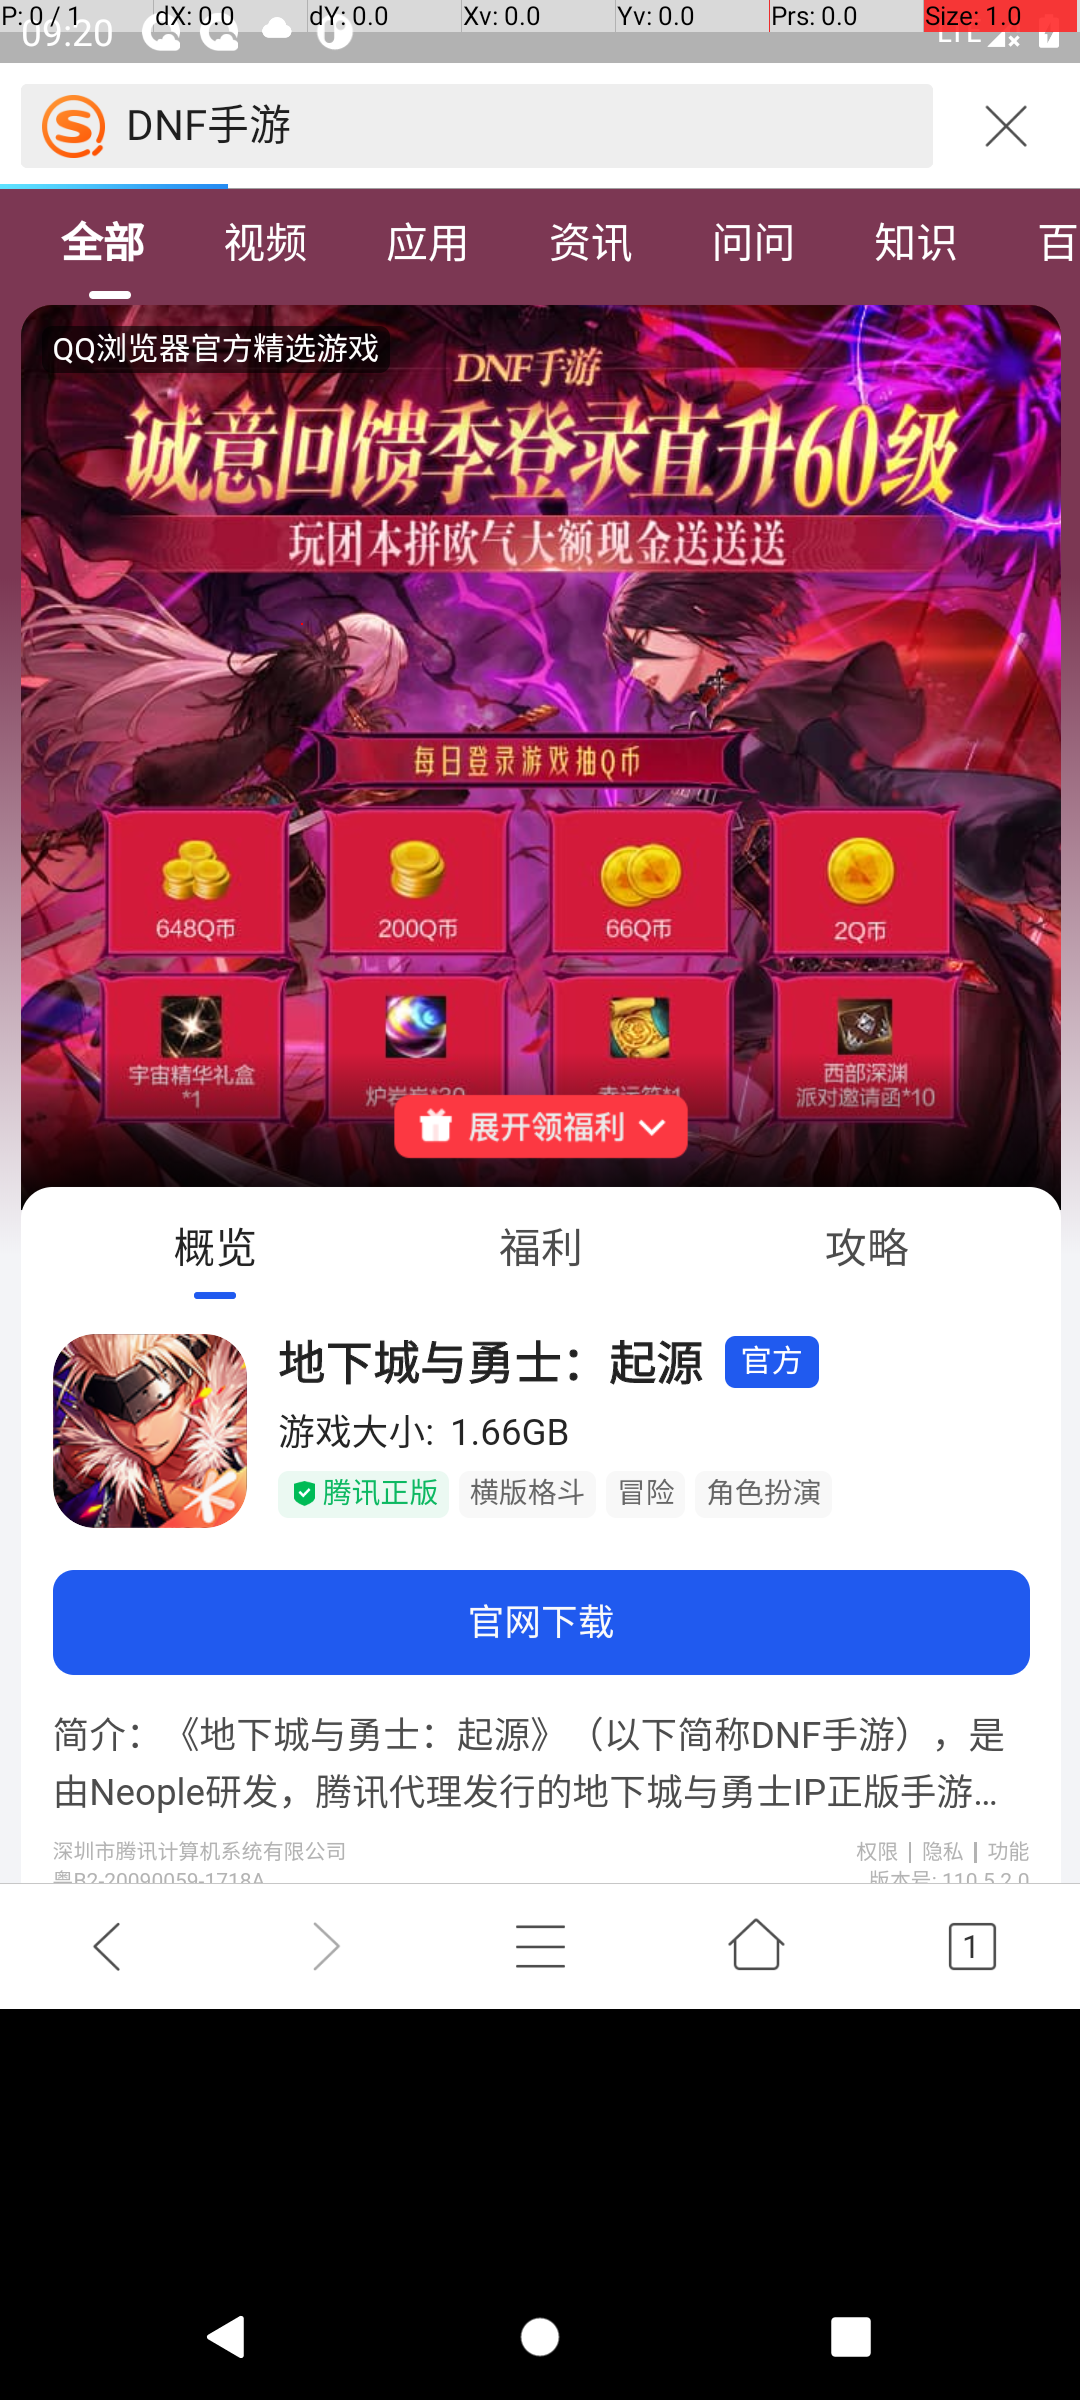 P: 0 / 1 dX: 0.0 dY: 0.0 Xv: 0.0 Yv: 0.0 Prs: 0.0 Size: 1.0
09:20 LTE
DNF手游
全部 视频 应用 资讯 问问 知识 百
QQ浏览器官方精选游戏
DNF手游
诚意回馈季登录直升60级
玩团本拼欧气大额现金送送送
每日登录游戏抽Q币
648Q币 200Q币 66Q币 2Q币
宇宙精华礼盒 *1
西部深渊 派对邀请函*10
展开领福利
概览 福利 攻略
地下城与勇士：起源 官方
游戏大小: 1.66GB
腾讯正版 横版格斗 冒险 角色扮演
官网下载
简介：《地下城与勇士：起源》（以下简称DNF手游），是
由Neople研发，腾讯代理发行的地下城与勇士IP正版手游...
深圳市腾讯计算机系统有限公司 权限 | 隐私 | 功能
粤B2-20090059-1718A 版本号: 110.5.2.0
1